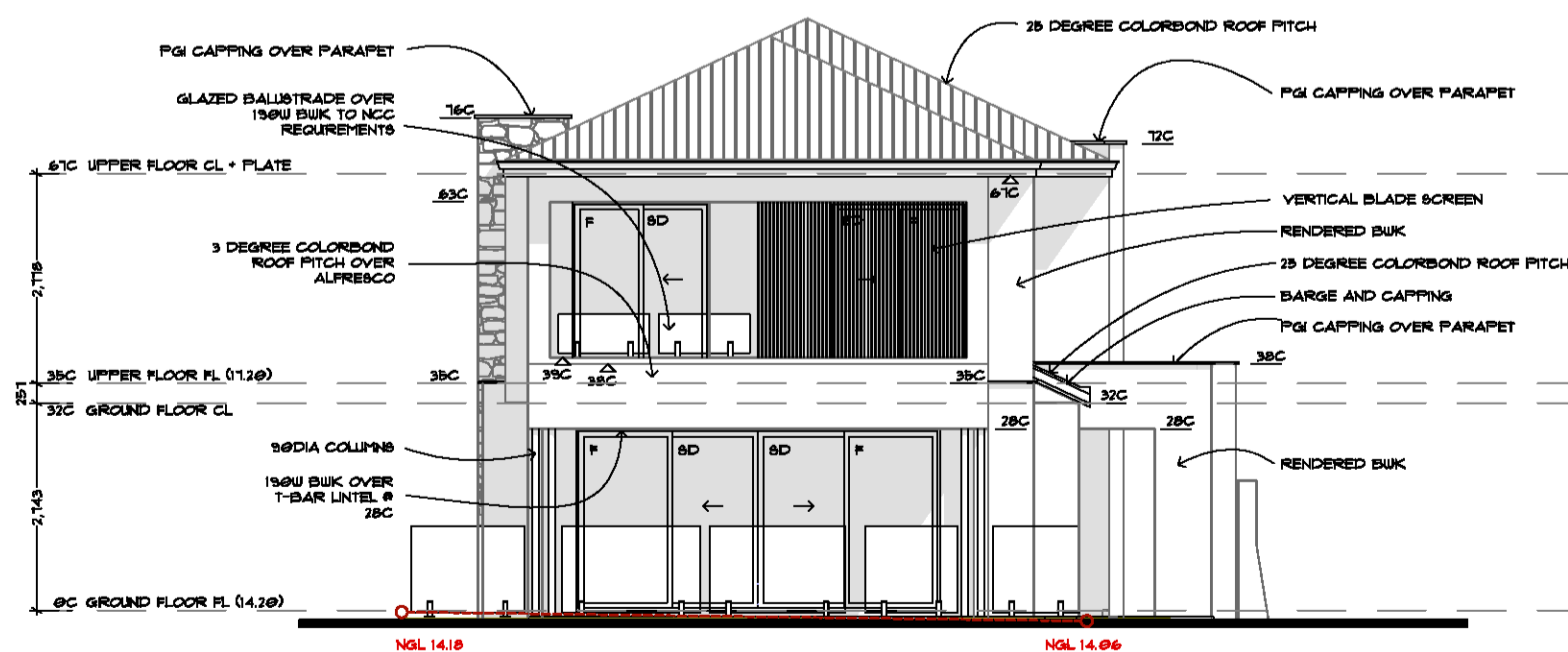 25 DEGREE COLORBOND ROOF PITCH
PGI CAPPING OVER PARAPET
GLAZED BALUSTRADE OVER
190W BWK TO NCC
REQUIREMENTS
76C
PGI CAPPING OVER PARAPET
72C
67C UPPER FLOOR CL + PLATE
63C
67C
VERTICAL BLADE SCREEN
F
SD
SD
F
RENDERED BWK
3 DEGREE COLORBOND
ROOF PITCH OVER
ALFRESCO
25 DEGREE COLORBOND ROOF PITCH
BARGE AND CAPPING
PGI CAPPING OVER PARAPET
2,718
38C
35C UPPER FLOOR FL (17.20)
35C
39C
38C
35C
257
32C
32C GROUND FLOOR CL
28C
28C
90DIA COLUMNS
F
SD
SD
F
RENDERED BWK
190W BWK OVER
T-BAR LINTEL @
28C
2,743
0C GROUND FLOOR FL (14.20)
NGL 14.18
NGL 14.06